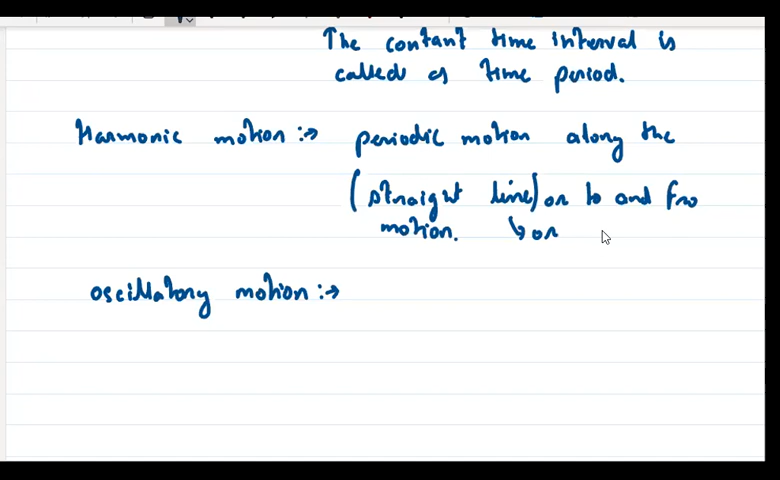 The contant time interval is
called as time period.
Harmonic motion :→ periodic motion along the
(straight line) or to and fro
motion. ↳ or
oscillatory motion :→